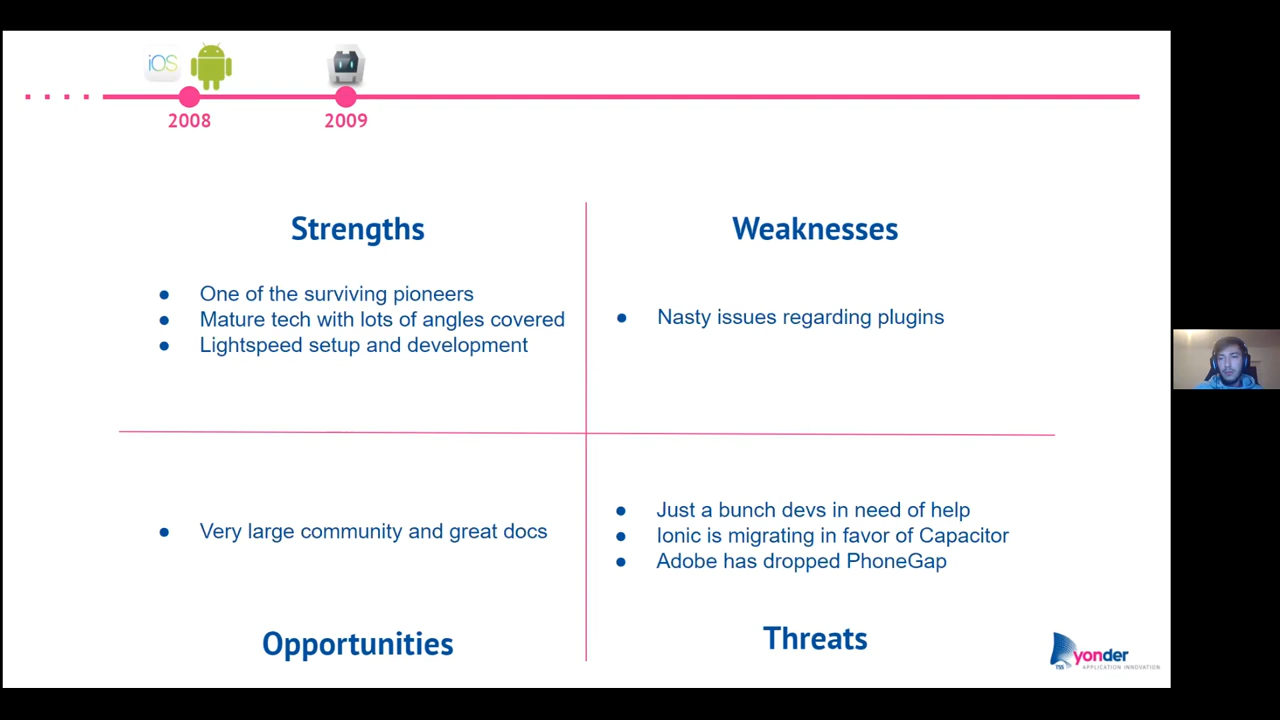 iOS
2008
2009
Strengths
Weaknesses
● One of the surviving pioneers
● Mature tech with lots of angles covered
● Lightspeed setup and development
● Nasty issues regarding plugins
● Very large community and great docs
● Just a bunch devs in need of help
● Ionic is migrating in favor of Capacitor
● Adobe has dropped PhoneGap
Opportunities
Threats
TSS yonder
APPLICATION INNOVATION